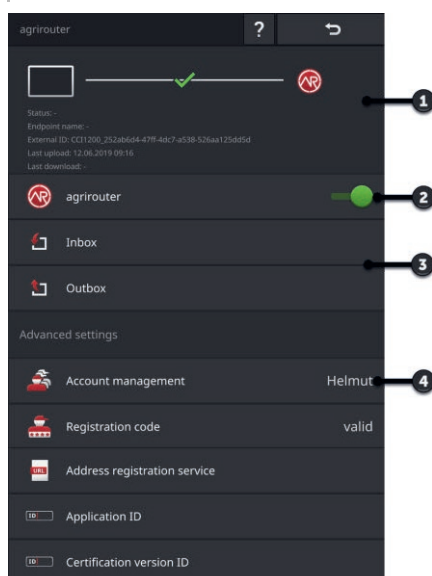 agrirouter ?
AR
1
Status: -
Endpoint name: -
External ID: CCI1200_252ab6d4-47ff-4dc7-a538-526aa125dd5d
Last upload: 12.06.2019 09:16
Last download: -
AR agrirouter
2
Inbox
3
Outbox
Advanced settings
Account management Helmut
4
Registration code valid
URL Address registration service
ID Application ID
ID Certification version ID